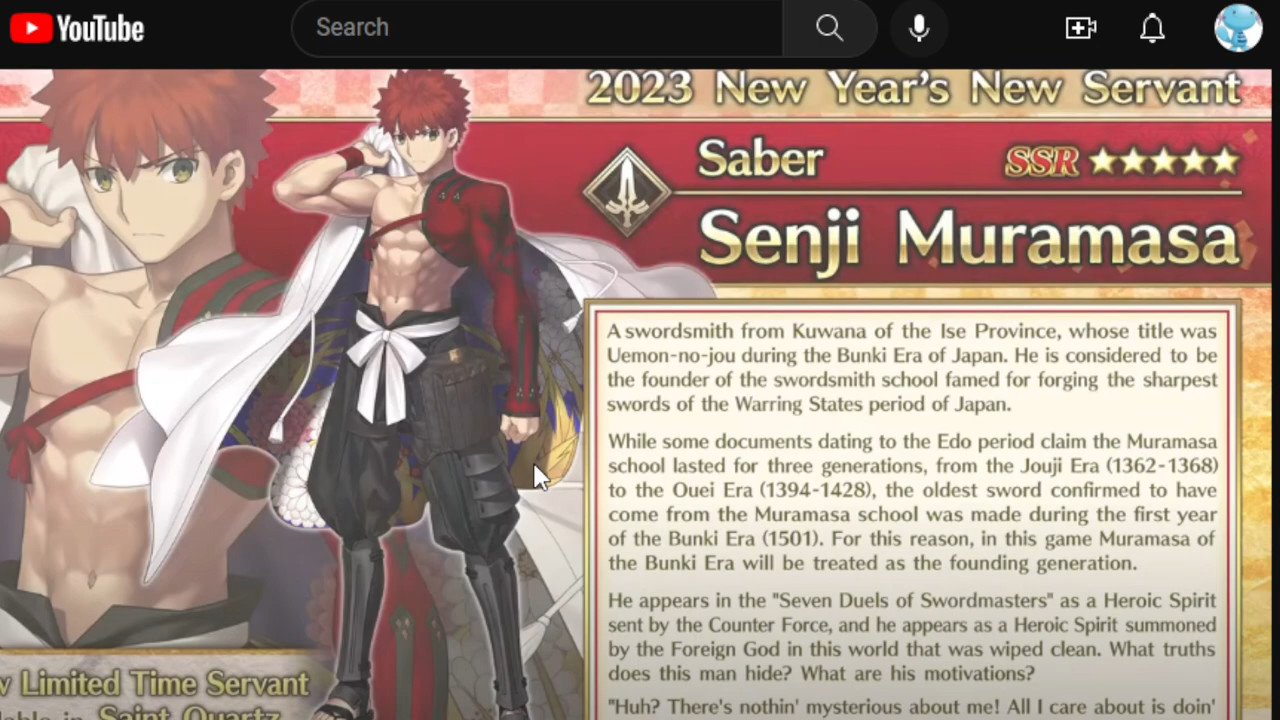 YouTube
Search
2023 New Year's New Servant
Saber
SSR ★★★★★
Senji Muramasa
A swordsmith from Kuwana of the Ise Province, whose title was
Uemon-no-jou during the Bunki Era of Japan. He is considered to be
the founder of the swordsmith school famed for forging the sharpest
swords of the Warring States period of Japan.
While some documents dating to the Edo period claim the Muramasa
school lasted for three generations, from the Jouji Era (1362-1368)
to the Ouei Era (1394-1428), the oldest sword confirmed to have
come from the Muramasa school was made during the first year
of the Bunki Era (1501). For this reason, in this game Muramasa of
the Bunki Era will be treated as the founding generation.
He appears in the "Seven Duels of Swordmasters" as a Heroic Spirit
sent by the Counter Force, and he appears as a Heroic Spirit summoned
by the Foreign God in this world that was wiped clean. What truths
does this man hide? What are his motivations?
"Huh? There's nothin' mysterious about me! All I care about is doin'
Limited Time Servant
in Saint Quartz